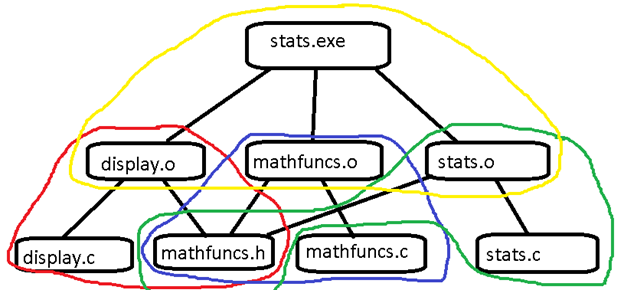 stats.exe
display.o
mathfuncs.o
stats.o
display.c
mathfuncs.h
mathfuncs.c
stats.c